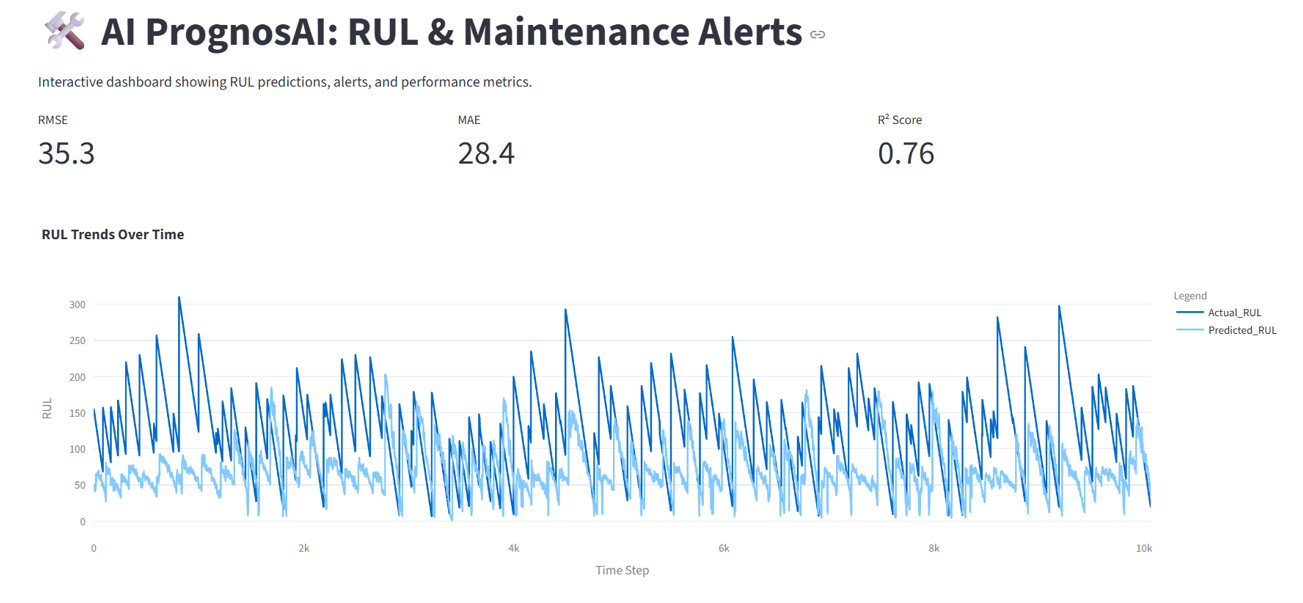 AI PrognosAI: RUL & Maintenance Alerts
Interactive dashboard showing RUL predictions, alerts, and performance metrics.
RMSE MAE R² Score
35.3 28.4 0.76
RUL Trends Over Time
Legend
Actual_RUL
Predicted_RUL
300
250
200
150
100
50
0
RUL
0 2k 4k 6k 8k 10k
Time Step